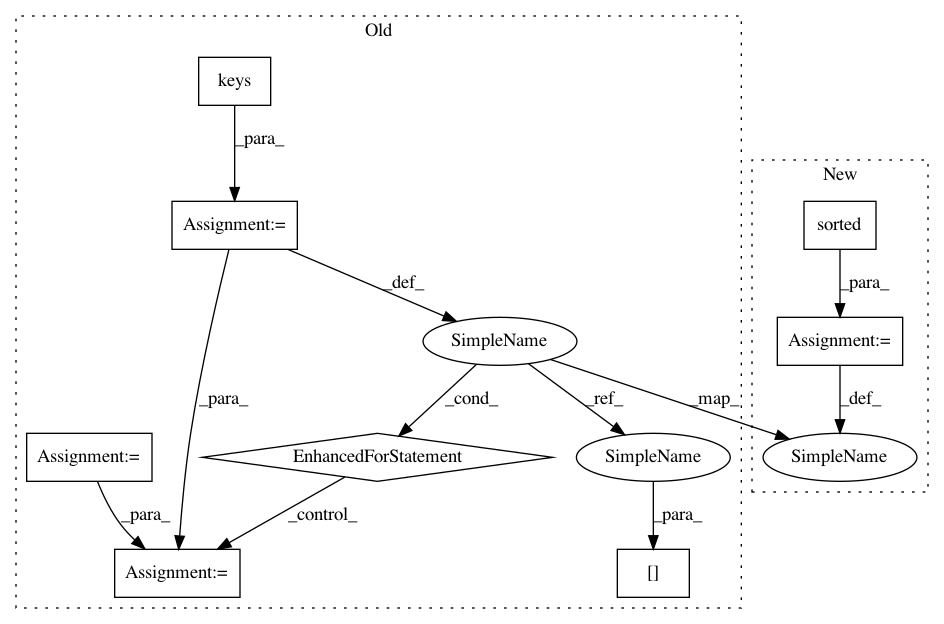 Old
keys
_para_
New
Assignment:=
sorted
_def_
_para_
SimpleName
Assignment:=
_para_
_cond_
_ref_
_map_
_def_
Assignment:=
EnhancedForStatement
SimpleName
SimpleName
_para_
_control_
_para_
Assignment:=
[]